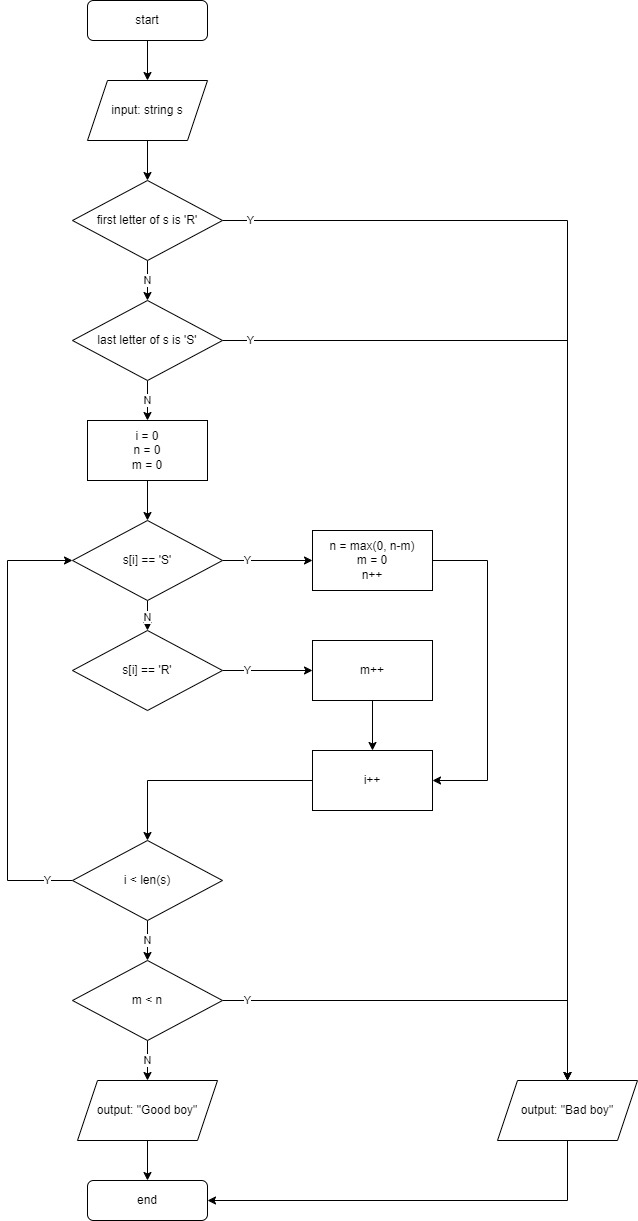 start
input: string s
first letter of s is 'R'
Y
N
last letter of s is 'S'
Y
N
i = 0
n = 0
m = 0
s[i] == 'S'
Y
n = max(0, n-m)
m = 0
n++
N
s[i] == 'R'
Y
m++
i++
i < len(s)
Y
N
m < n
Y
N
output: "Good boy"
output: "Bad boy"
end